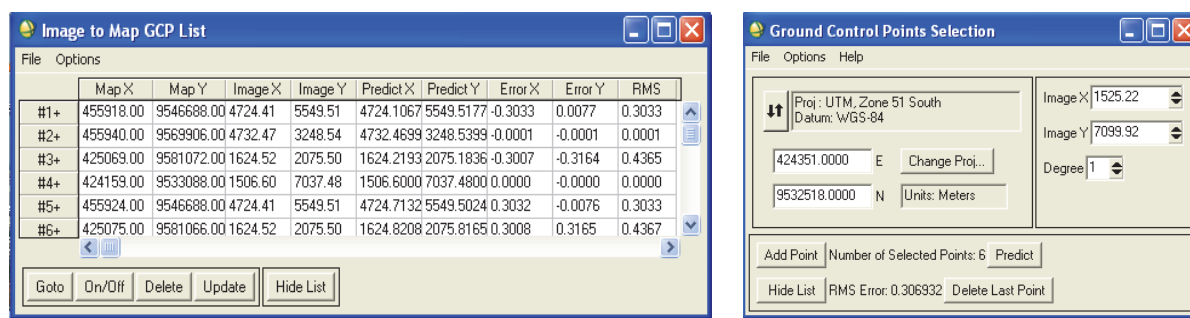 Image to Map GCP List
File Options
Map X Map Y Image X Image Y Predict X Predict Y Error X Error Y RMS
#1+ 455918.00 9546688.00 4724.41 5549.51 4724.1067 5549.5177 -0.3033 0.0077 0.3033
#2+ 455940.00 9569906.00 4732.47 3248.54 4732.4699 3248.5399 -0.0001 -0.0001 0.0001
#3+ 425069.00 9581072.00 1624.52 2075.50 1624.2193 2075.1836 -0.3007 -0.3164 0.4365
#4+ 424159.00 9533088.00 1506.60 7037.48 1506.6000 7037.4800 0.0000 -0.0000 0.0000
#5+ 455924.00 9546688.00 4724.41 5549.51 4724.7132 5549.5024 0.3032 -0.0076 0.3033
#6+ 425075.00 9581066.00 1624.52 2075.50 1624.8208 2075.8165 0.3008 0.3165 0.4367
Goto On/Off Delete Update Hide List
Ground Control Points Selection
File Options Help
Proj : UTM, Zone 51 South
Datum: WGS-84
424351.0000 E Change Proj...
9532518.0000 N Units: Meters
Image X 1525.22
Image Y 7099.92
Degree 1
Add Point Number of Selected Points: 6 Predict
Hide List RMS Error: 0.306932 Delete Last Point